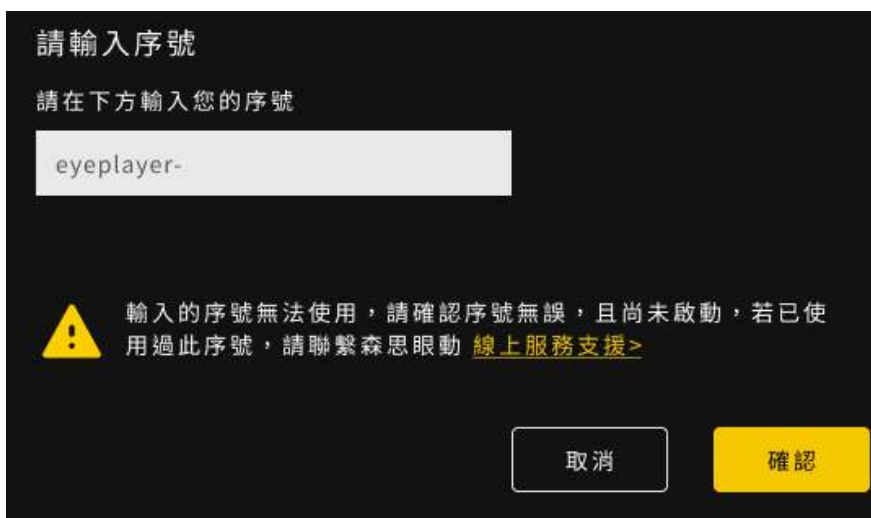 請輸入序號
請在下方輸入您的序號
eyeplayer-
輸入的序號無法使用，請確認序號無誤，且尚未啟動，若已使
用過此序號，請聯繫森思眼動 線上服務支援>
取消
確認